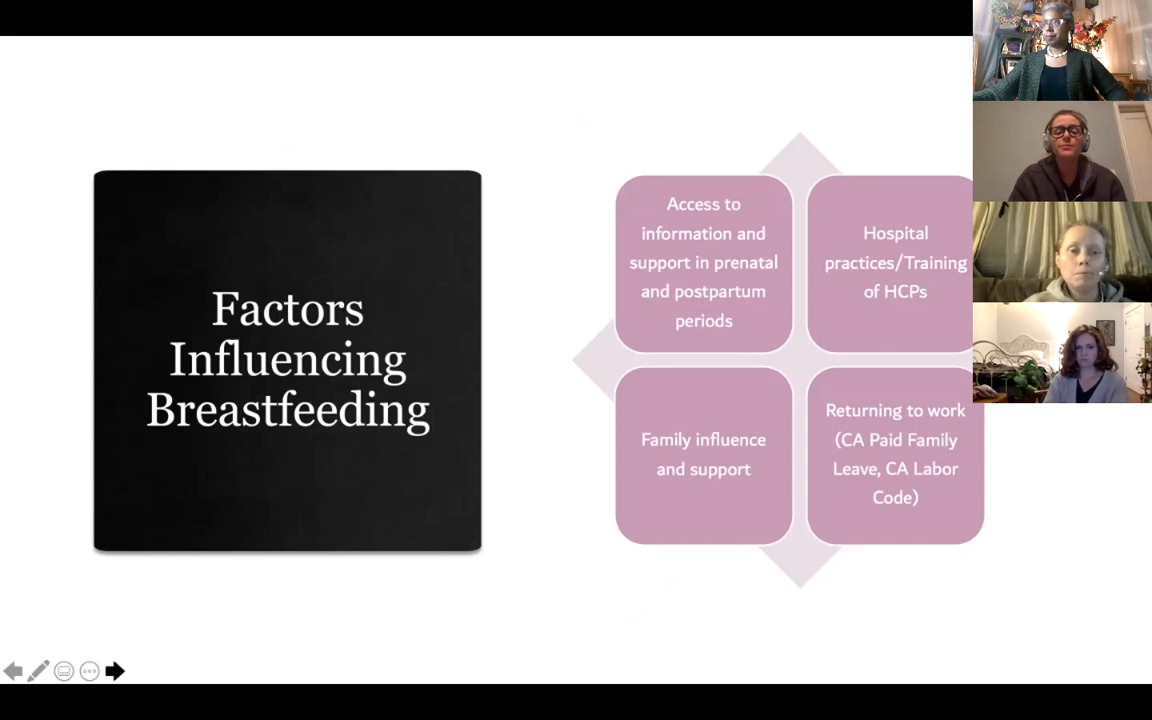 Factors
Influencing
Breastfeeding
Access to
information and
support in prenatal
and postpartum
periods
Hospital
practices/Training
of HCPs
Family influence
and support
Returning to work
(CA Paid Family
Leave, CA Labor
Code)